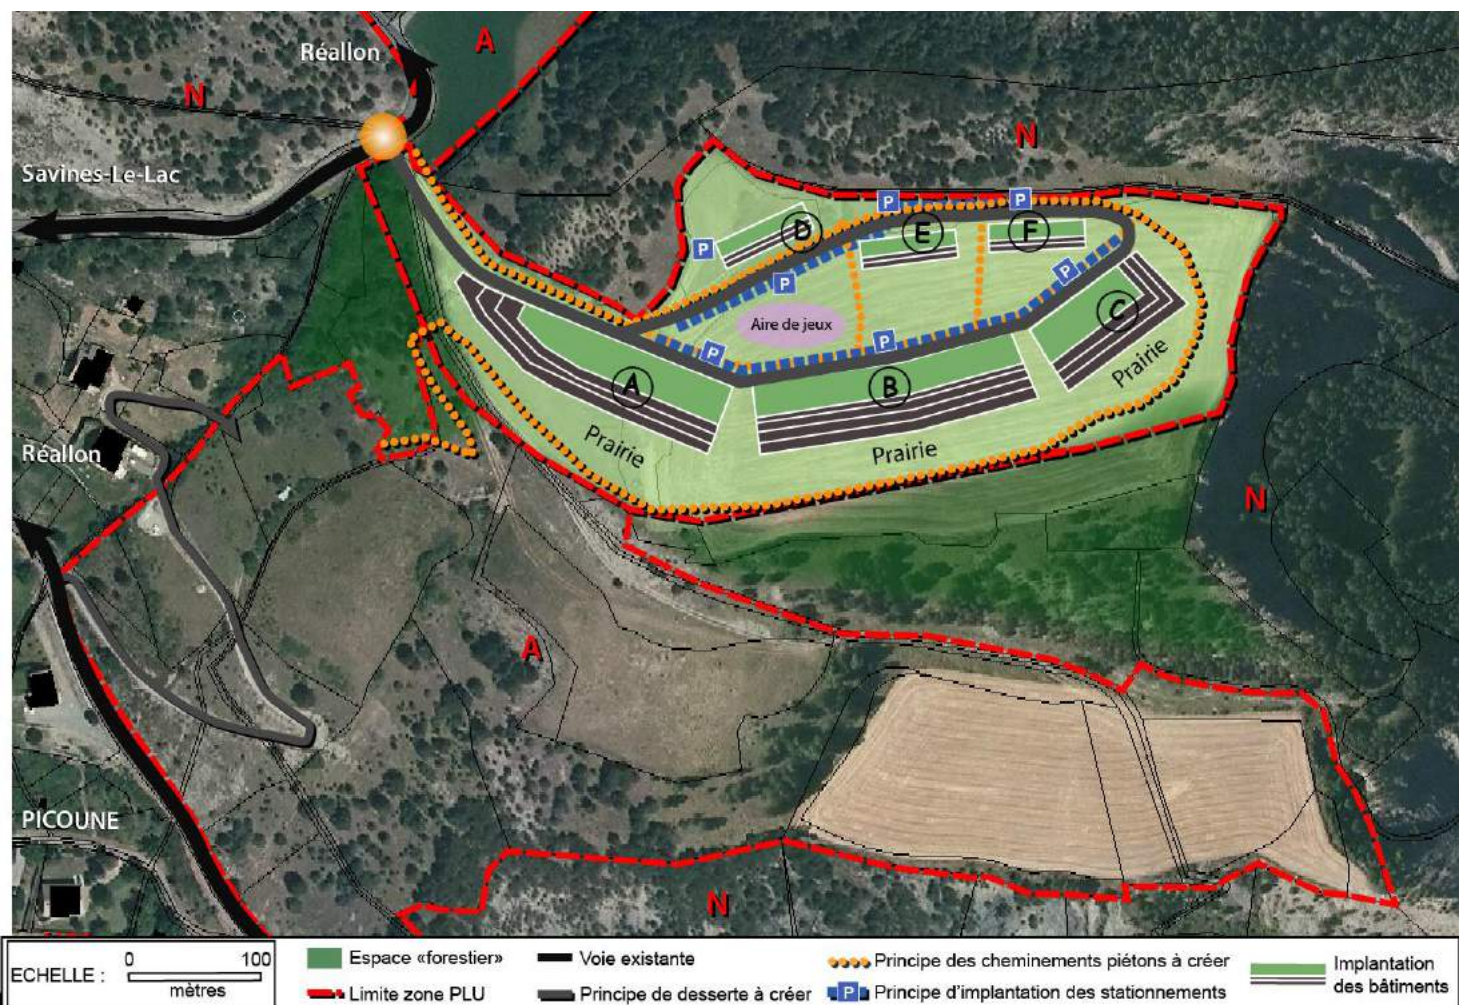 Réallon
A
N
N
Savines-Le-Lac
P
P
D
E
F
P
P
P
Aire de jeux
C
P
P
A
B
Prairie
Réallon
Prairie
Prairie
N
A
PICOUNE
N
ECHELLE : 0 100
mètres
Espace «forestier»
Voie existante
Principe des cheminements piétons à créer
Implantation
des bâtiments
Limite zone PLU
Principe de desserte à créer
P Principe d'implantation des stationnements